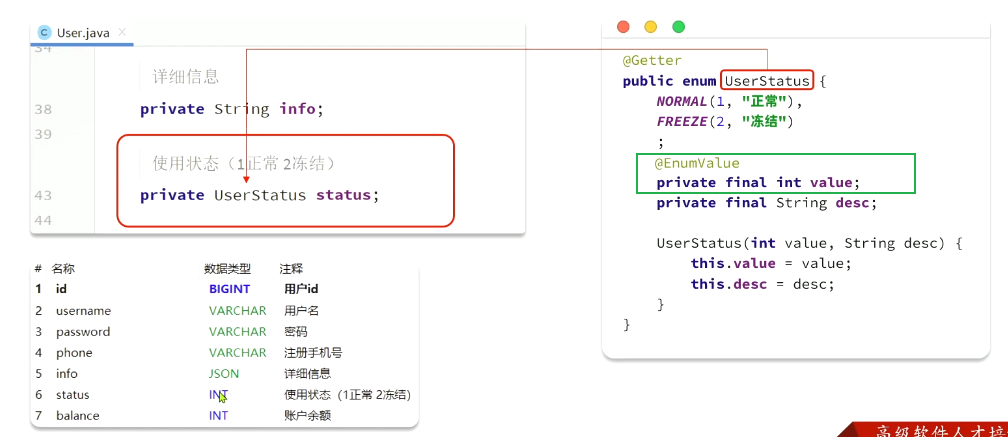 User.java
34
详细信息
38 private String info;
39
使用状态（1正常 2冻结）
43 private UserStatus status;
44
@Getter
public enum UserStatus {
NORMAL(1, "正常"),
FREEZE(2, "冻结")
;
@EnumValue
private final int value;
private final String desc;
UserStatus(int value, String desc) {
this.value = value;
this.desc = desc;
}
}
# 名称 数据类型 注释
1 id BIGINT 用户id
2 username VARCHAR 用户名
3 password VARCHAR 密码
4 phone VARCHAR 注册手机号
5 info JSON 详细信息
6 status INT 使用状态（1正常 2冻结）
7 balance INT 账户余额
高级软件人才培